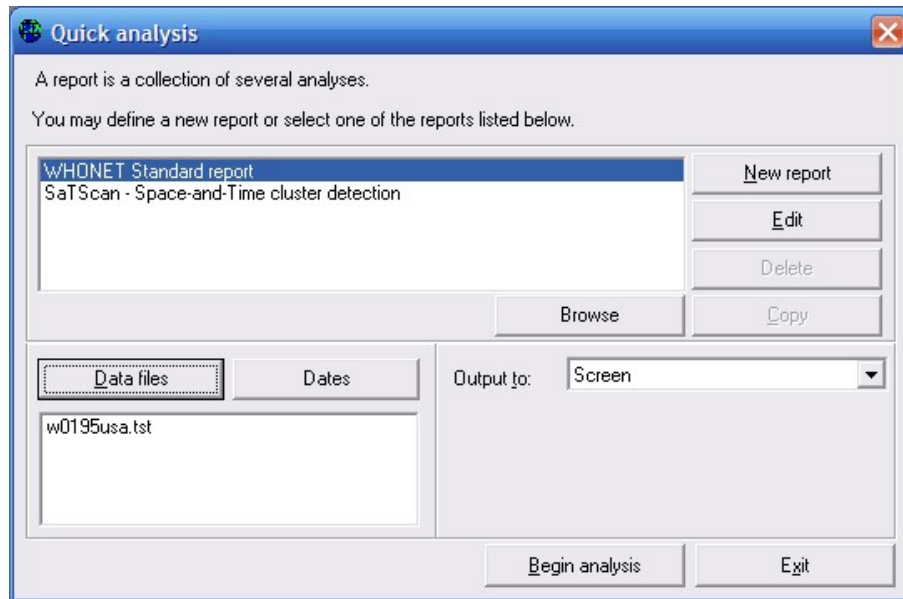 Quick analysis
A report is a collection of several analyses.
You may define a new report or select one of the reports listed below.
WHONET Standard report
SaTScan - Space-and-Time cluster detection
New report
Edit
Delete
Browse
Copy
Data files
Dates
Output to:
Screen
w0195usa.tst
Begin analysis
Exit